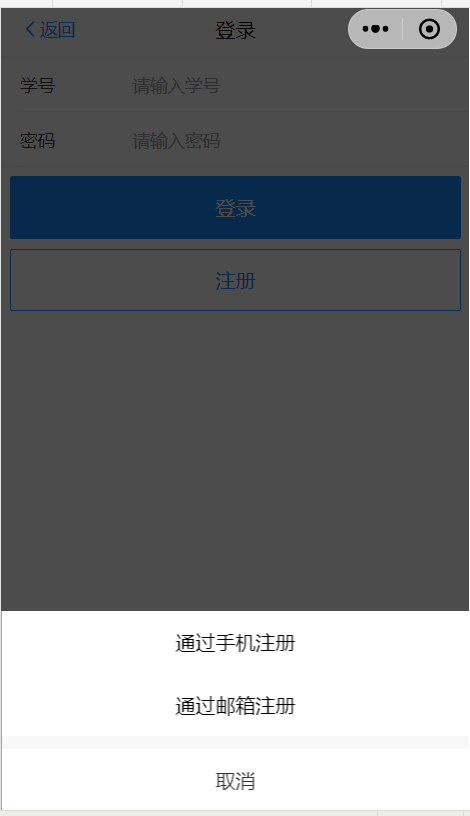 返回 登录
学号 请输入学号
密码 请输入密码
登录
注册
通过手机注册
通过邮箱注册
取消